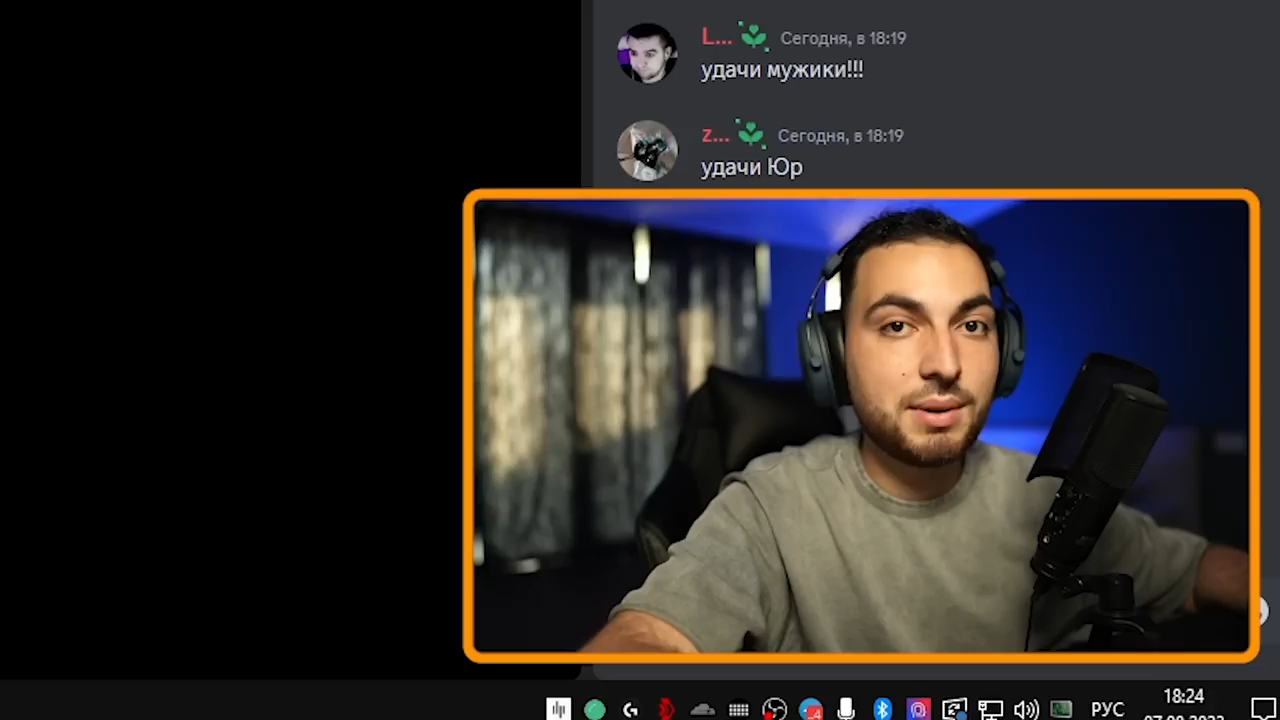 L... Сегодня, в 18:19
удачи мужики!!!
z... Сегодня, в 18:19
удачи Юр
РУС
18:24